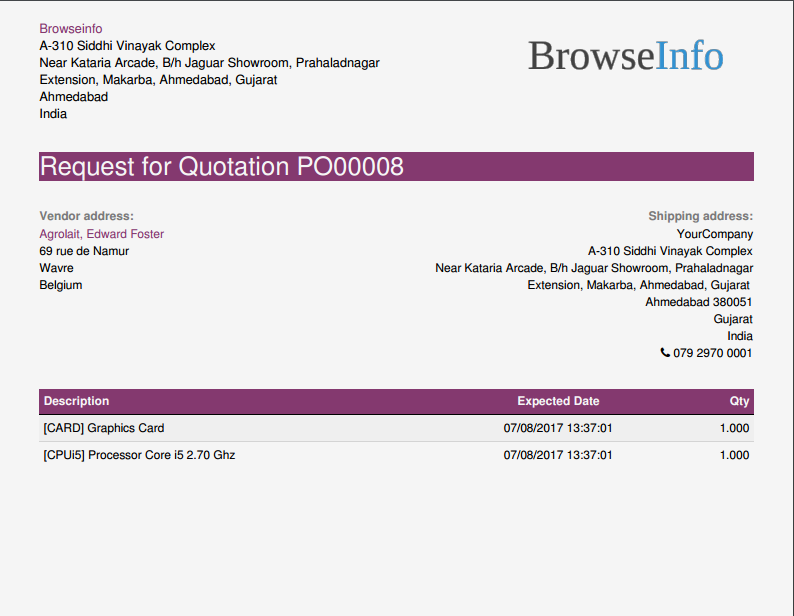 Browseinfo
A-310 Siddhi Vinayak Complex
Near Kataria Arcade, B/h Jaguar Showroom, Prahaladnagar
Extension, Makarba, Ahmedabad, Gujarat
Ahmedabad
India
BrowseInfo
Request for Quotation PO00008
Vendor address:
Agrolait, Edward Foster
69 rue de Namur
Wavre
Belgium
Shipping address:
YourCompany
A-310 Siddhi Vinayak Complex
Near Kataria Arcade, B/h Jaguar Showroom, Prahaladnagar
Extension, Makarba, Ahmedabad, Gujarat
Ahmedabad 380051
Gujarat
India
079 2970 0001
Description Expected Date Qty
[CARD] Graphics Card 07/08/2017 13:37:01 1.000
[CPUi5] Processor Core i5 2.70 Ghz 07/08/2017 13:37:01 1.000